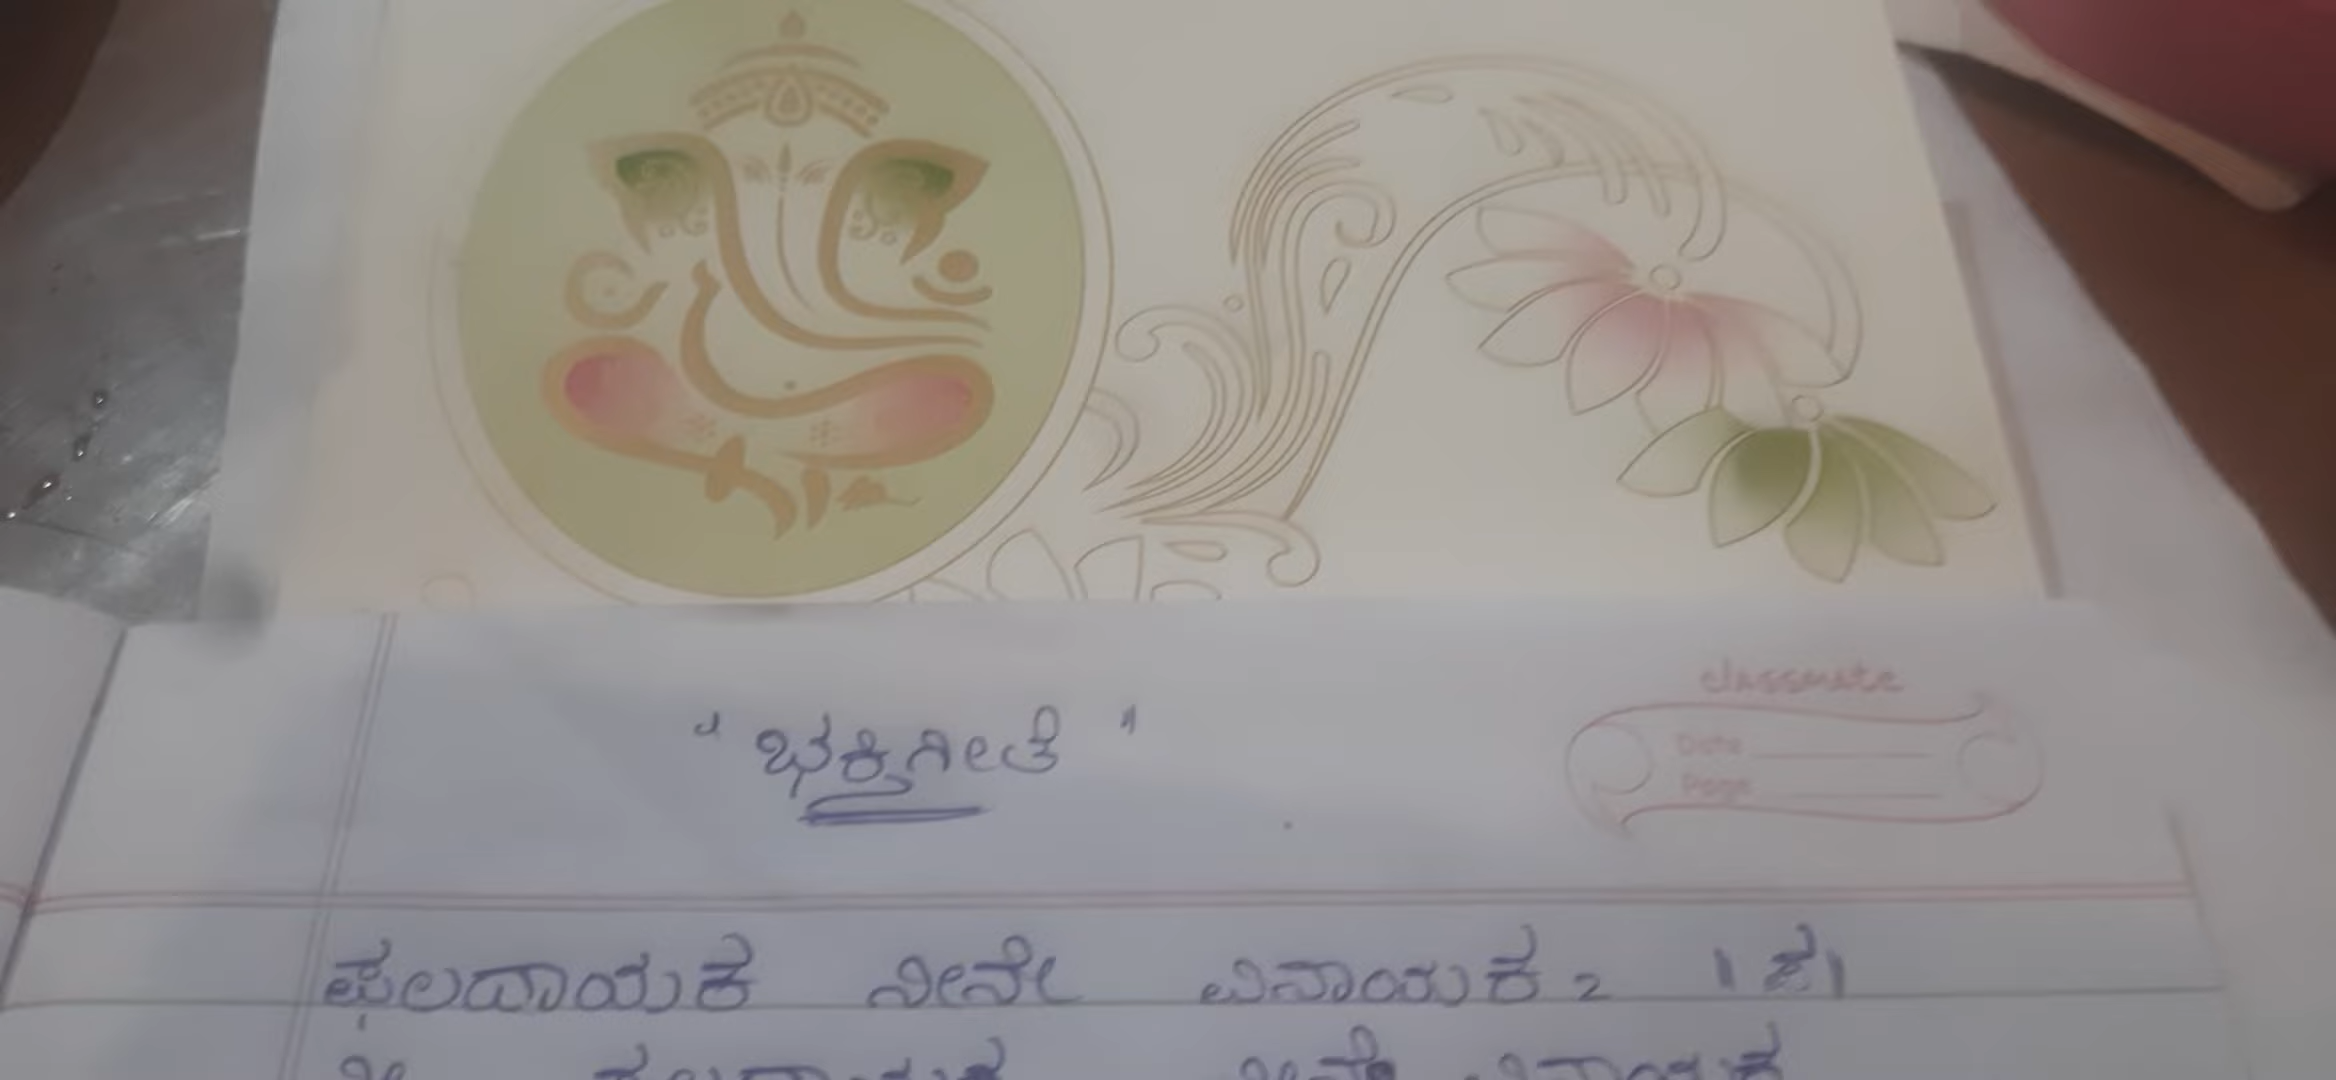 " ಭಕ್ತಿಗೀತೆ "
classmate
Date
Page
ಫಲದಾಯಕ ನೀನೇ ವಿನಾಯಕ 2 । ಪ।